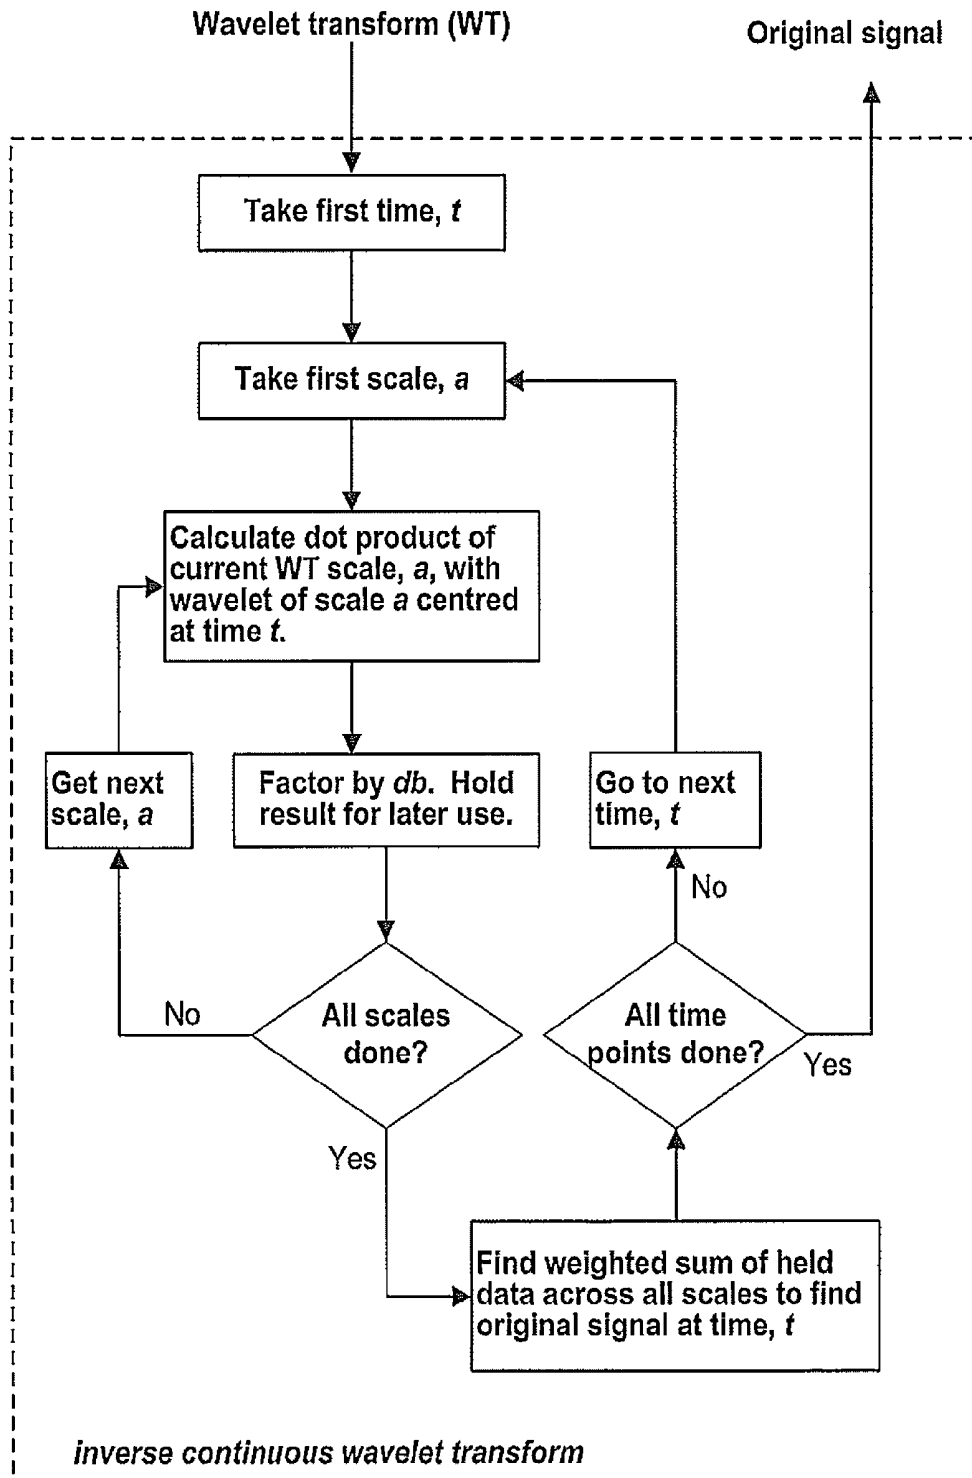 Wavelet transform (WT)
Original signal
Take first time, t
Take first scale, a
Calculate dot product of
current WT scale, a, with
wavelet of scale a centred
at time t.
Get next
scale, a
Factor by db. Hold
result for later use.
Go to next
time, t
No
No
All scales
done?
All time
points done?
Yes
Yes
Find weighted sum of held
data across all scales to find
original signal at time, t
inverse continuous wavelet transform